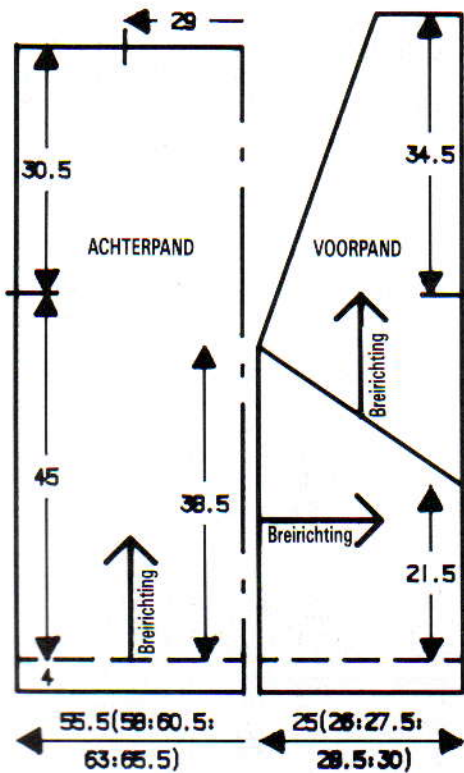 29
30.5
34.5
ACHTERPAND
VOORPAND
Breirichting
45
38.5
Breirichting
Breirichting
21.5
4
55.5(58:60.5:
63:65.5)
25(26:27.5:
28.5:30)